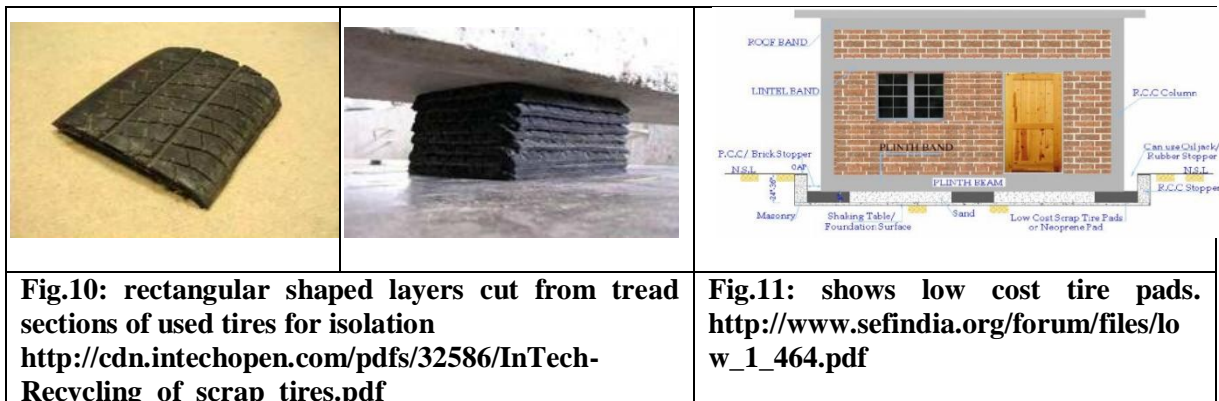 ROOF BAND
LINTEL BAND
R.C.C Column
P.C.C/ Brick Stopper
GAP
N.S.L
PLINTH BAND
Can use Oil jack/
Rubber Stopper
N.S.L
PLINTH BEAM
R.C.C Stopper
Masonry
Shaking Table/
Foundation Surface
Sand
Low Cost Scrap Tire Pads
or Neoprene Pad
Fig.10: rectangular shaped layers cut from tread
sections of used tires for isolation
http://cdn.intechopen.com/pdfs/32586/InTech-
Recycling_of_scrap_tires.pdf
Fig.11: shows low cost tire pads.
http://www.sefindia.org/forum/files/lo
w_1_464.pdf